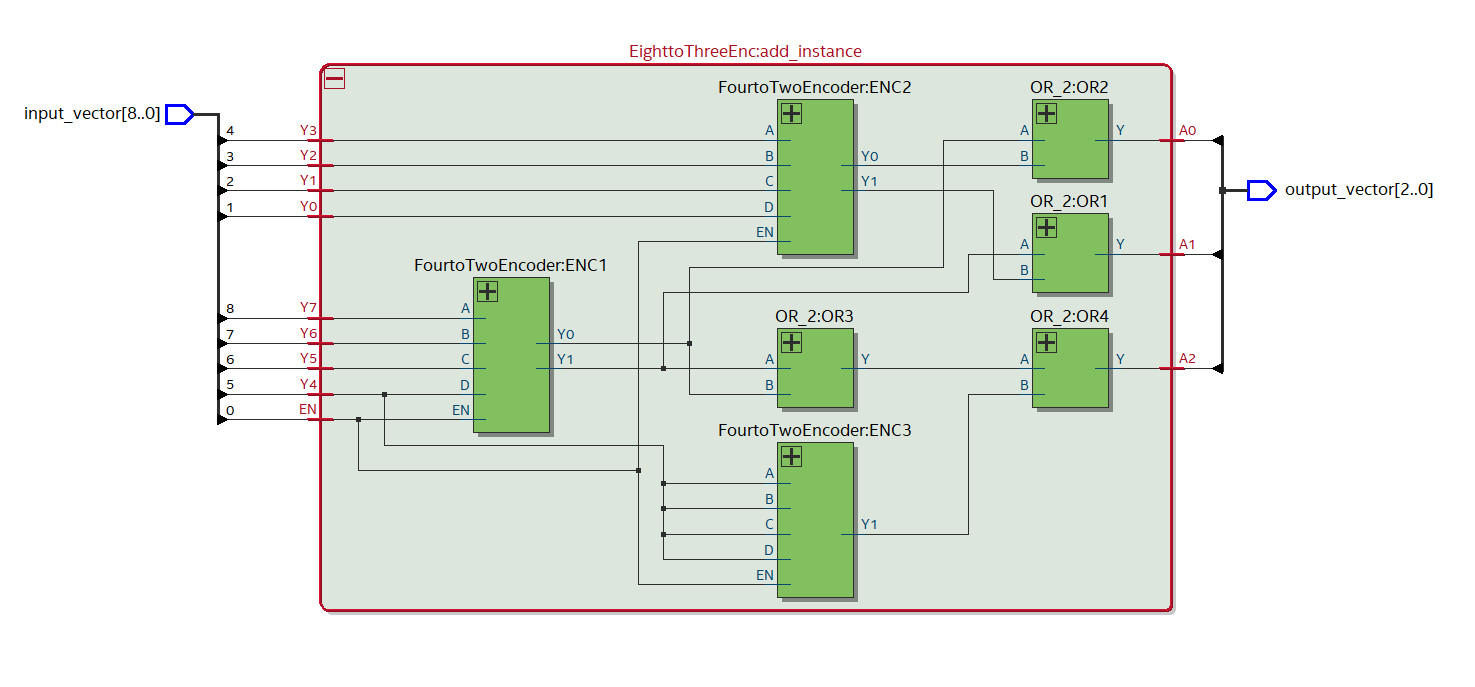 EighttoThreeEnc:add_instance
FourtoTwoEncoder:ENC2
OR_2:OR2
input_vector[8..0]
4 Y3 A A Y A0
3 Y2 B Y0 B
2 Y1 C Y1
output_vector[2..0]
1 Y0 D
OR_2:OR1
EN
A Y A1
B
FourtoTwoEncoder:ENC1
8 Y7 A
OR_2:OR3
OR_2:OR4
7 Y6 B Y0
6 Y5 C Y1 A Y A Y A2
5 Y4 D B B
0 EN EN
FourtoTwoEncoder:ENC3
A
B
C Y1
D
EN